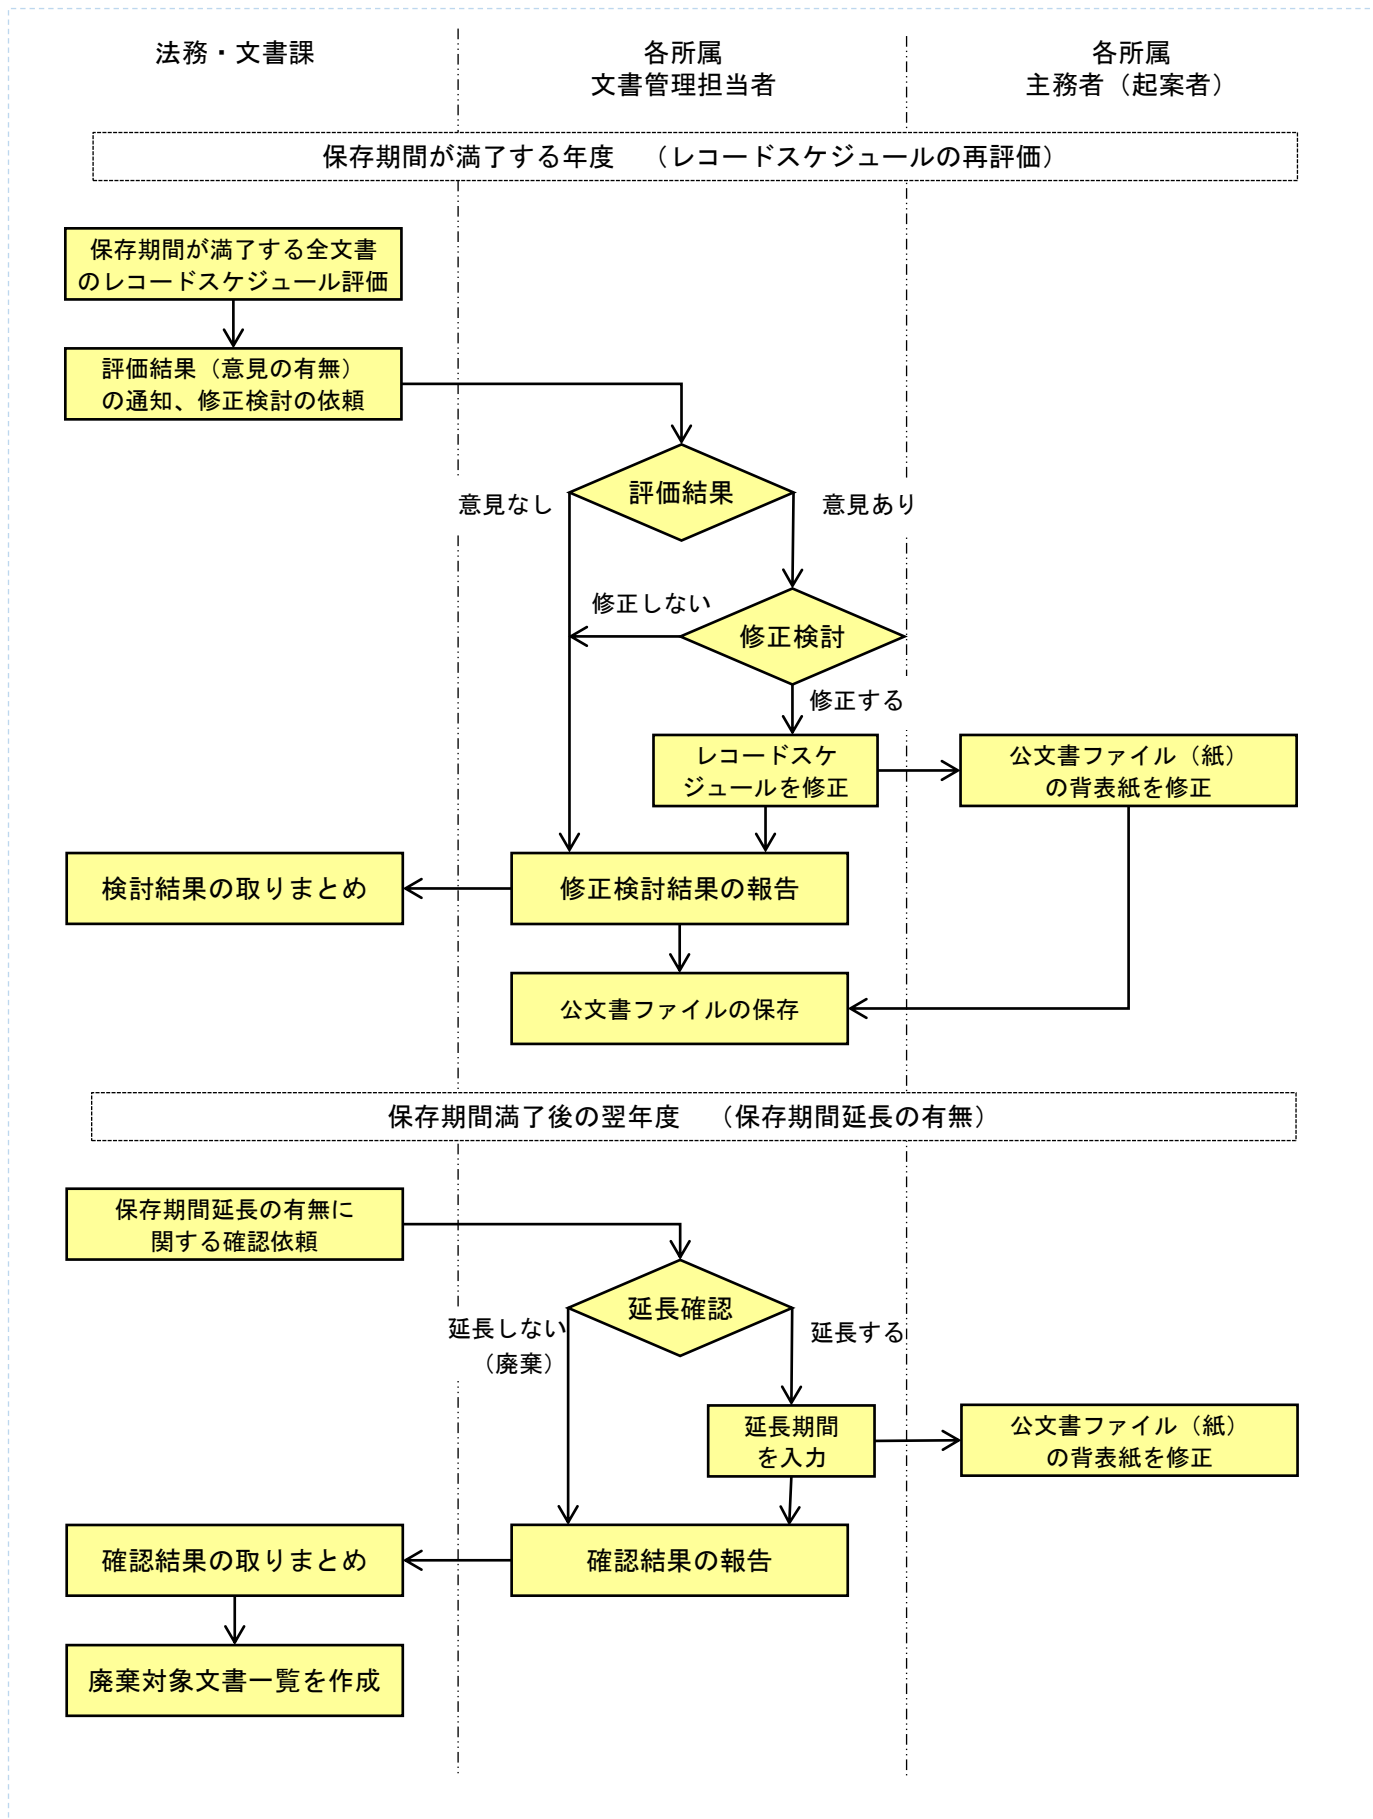 法務・文書課
各所属
文書管理担当者
各所属
主務者（起案者）
保存期間が満了する年度　（レコードスケジュールの再評価）
保存期間が満了する全文書
のレコードスケジュール評価
評価結果（意見の有無）
の通知、修正検討の依頼
評価結果
意見なし
意見あり
修正しない
修正検討
修正する
レコードスケ
ジュールを修正
公文書ファイル（紙）
の背表紙を修正
検討結果の取りまとめ
修正検討結果の報告
公文書ファイルの保存
保存期間満了後の翌年度　（保存期間延長の有無）
保存期間延長の有無に
関する確認依頼
延長確認
延長しない
（廃棄）
延長する
延長期間
を入力
公文書ファイル（紙）
の背表紙を修正
確認結果の取りまとめ
確認結果の報告
廃棄対象文書一覧を作成